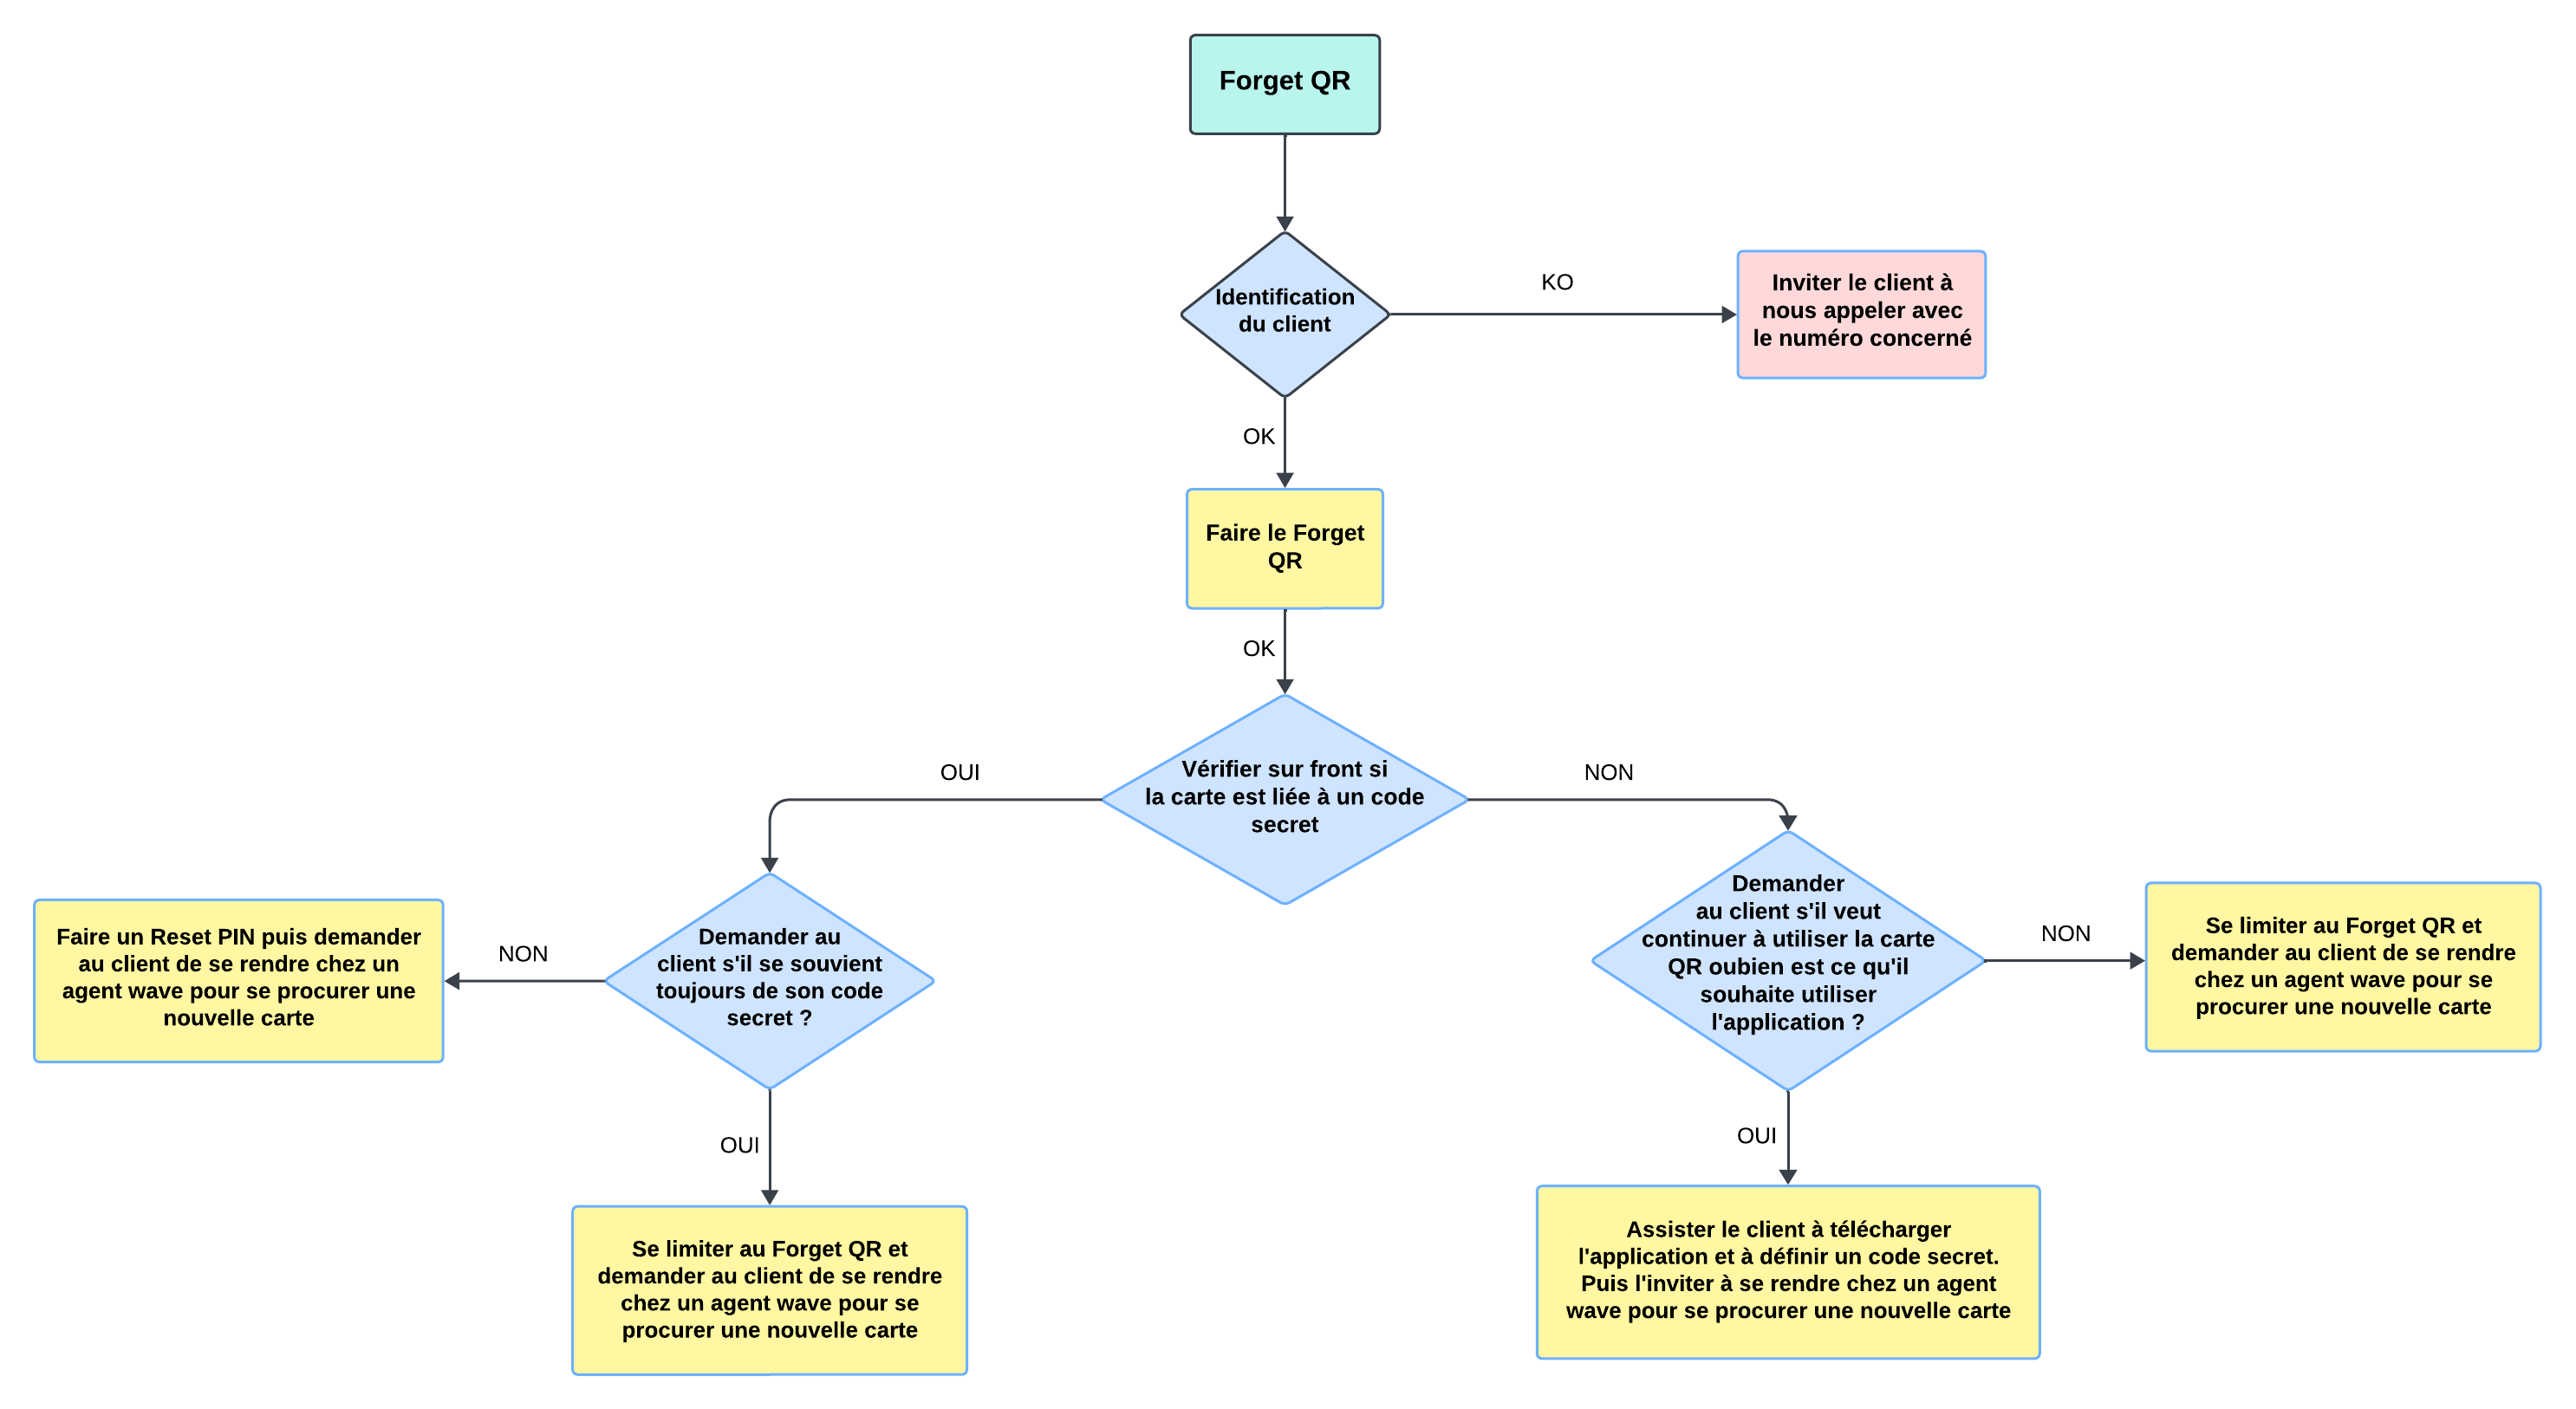 Forget QR
Identification
du client
KO
Inviter le client à
nous appeler avec
le numéro concerné
OK
Faire le Forget
QR
OK
Vérifier sur front si
la carte est liée à un code
secret
OUI
NON
Demander au
client s'il se souvient
toujours de son code
secret ?
NON
Faire un Reset PIN puis demander
au client de se rendre chez un
agent wave pour se procurer une
nouvelle carte
OUI
Se limiter au Forget QR et
demander au client de se rendre
chez un agent wave pour se
procurer une nouvelle carte
Demander
au client s'il veut
continuer à utiliser la carte
QR oubien est ce qu'il
souhaite utiliser
l'application ?
NON
Se limiter au Forget QR et
demander au client de se rendre
chez un agent wave pour se
procurer une nouvelle carte
OUI
Assister le client à télécharger
l'application et à définir un code secret.
Puis l'inviter à se rendre chez un agent
wave pour se procurer une nouvelle carte